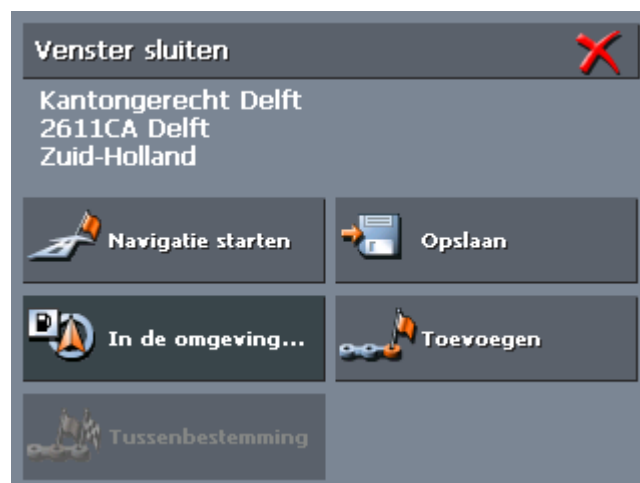 Venster sluiten
Kantongerecht Delft
2611CA Delft
Zuid-Holland
Navigatie starten
Opslaan
In de omgeving...
Toevoegen
Tussenbestemming